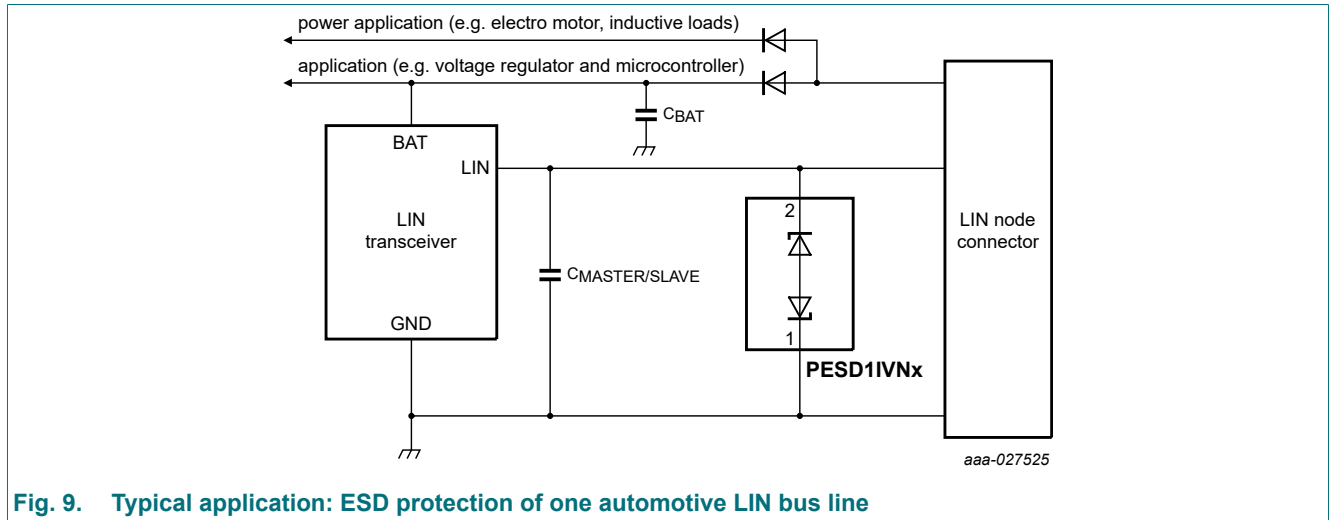 power application (e.g. electro motor, inductive loads)
application (e.g. voltage regulator and microcontroller)
CBAT
BAT
LIN
LIN
transceiver
GND
CMASTER/SLAVE
2
1
PESD1IVNx
LIN node
connector
aaa-027525
Fig. 9. Typical application: ESD protection of one automotive LIN bus line